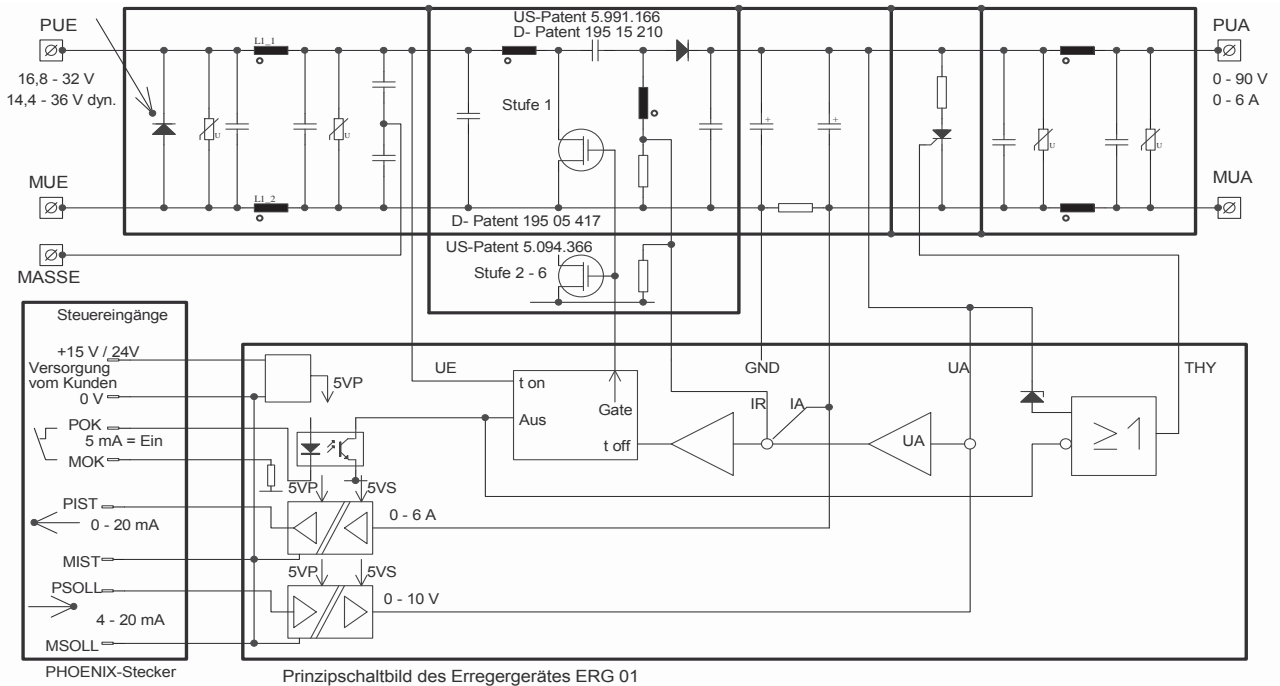 US-Patent 5.991.166
D- Patent 195 15 210
PUE
L1_1
PUA
16,8 - 32 V
14,4 - 36 V dyn.
0 - 90 V
0 - 6 A
Stufe 1
U
U
+
+
U
U
MUE
L1_2
MUA
D- Patent 195 05 417
US-Patent 5.094.366
Stufe 2 - 6
MASSE
Steuereingänge
+15 V / 24V
Versorgung
vom Kunden
0 V
5VP
UE
GND
UA
THY
t on
Aus
Gate
t off
IR
IA
UA
≥1
POK
5 mA = Ein
MOK
5VP
5VS
PIST
0 - 20 mA
0 - 6 A
MIST
5VP
5VS
PSOLL
0 - 10 V
4 - 20 mA
MSOLL
PHOENIX-Stecker
Prinzipschaltbild des Erregergerätes ERG 01